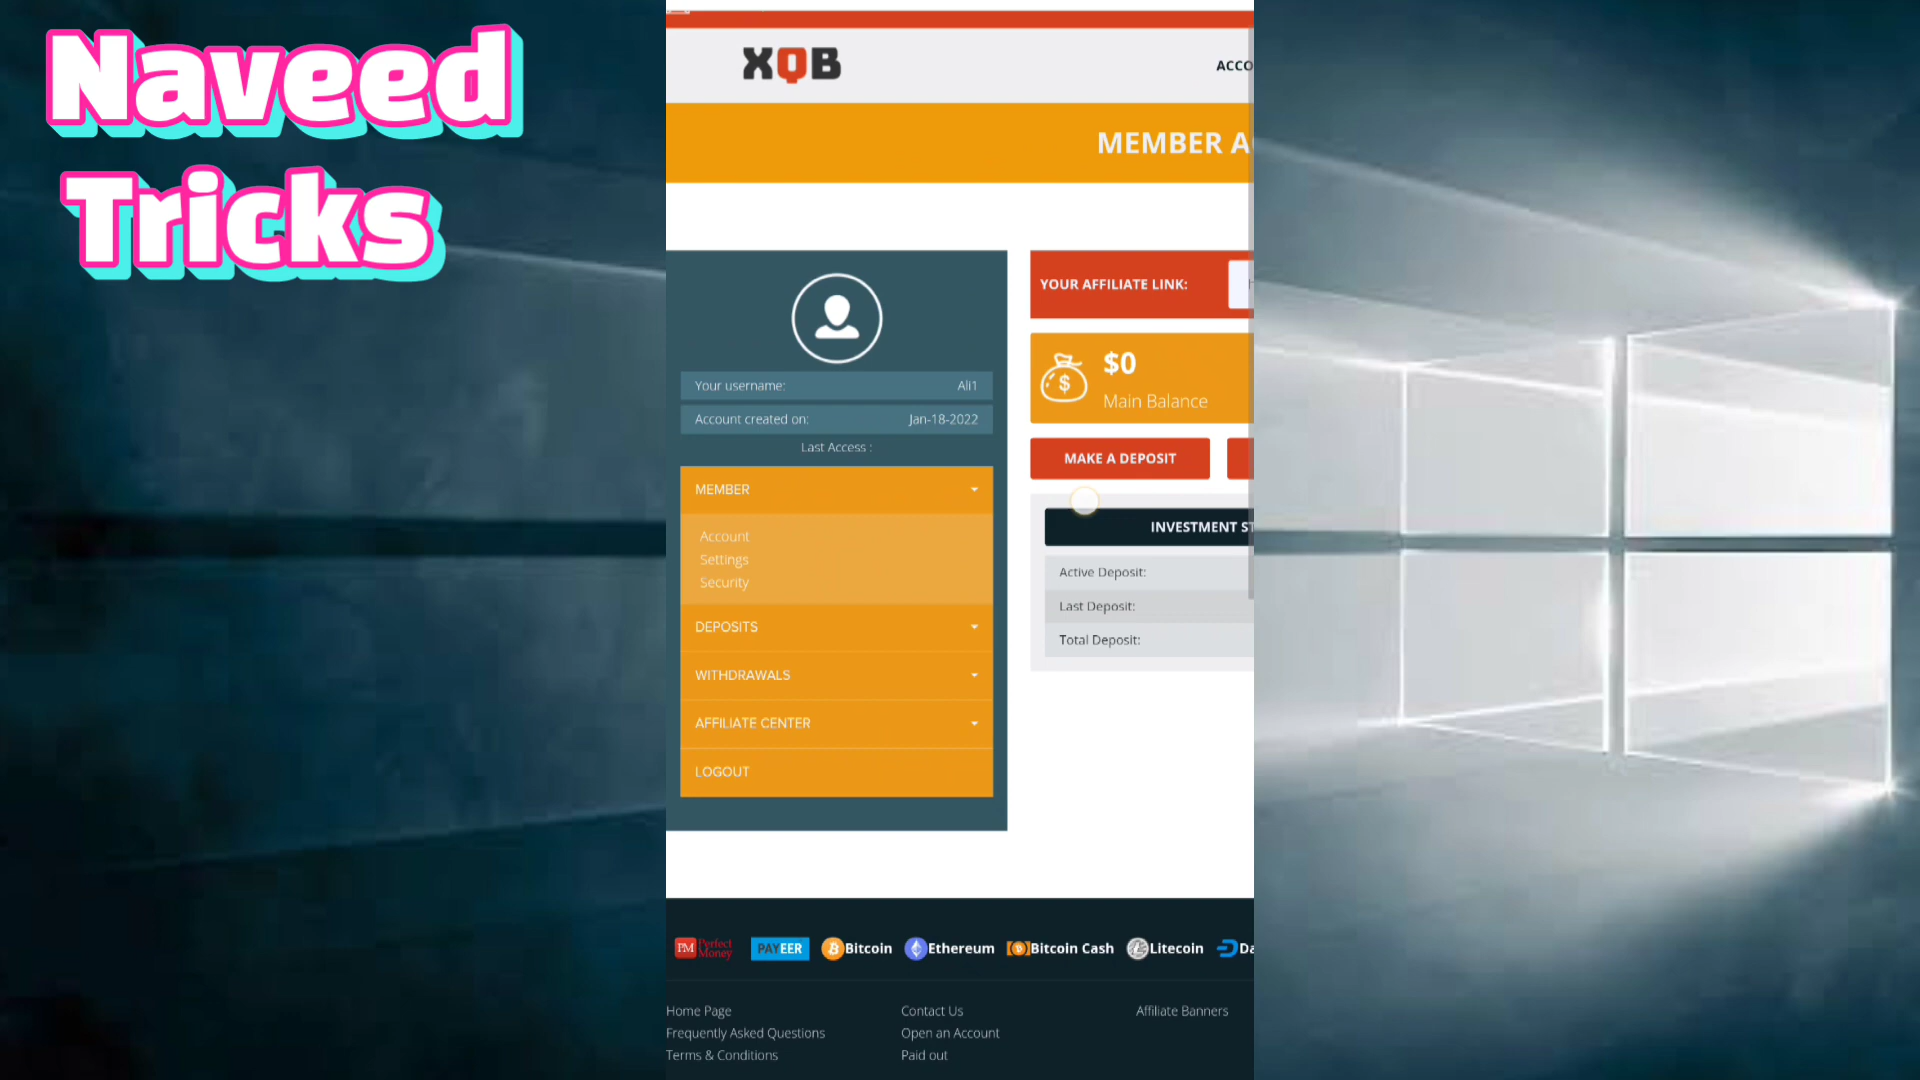 Naveed
Tricks
XQB
ACCO
MEMBER A
YOUR AFFILIATE LINK:
$0
Main Balance
Your username: Ali1
Account created on: Jan-18-2022
Last Access :
MAKE A DEPOSIT
MEMBER
Account
Settings
Security
INVESTMENT ST
Active Deposit:
Last Deposit:
Total Deposit:
DEPOSITS
WITHDRAWALS
AFFILIATE CENTER
LOGOUT
PM Perfect Money
PAYEER
Bitcoin
Ethereum
Bitcoin Cash
Litecoin
Da
Home Page
Contact Us
Affiliate Banners
Frequently Asked Questions
Open an Account
Terms & Conditions
Paid out